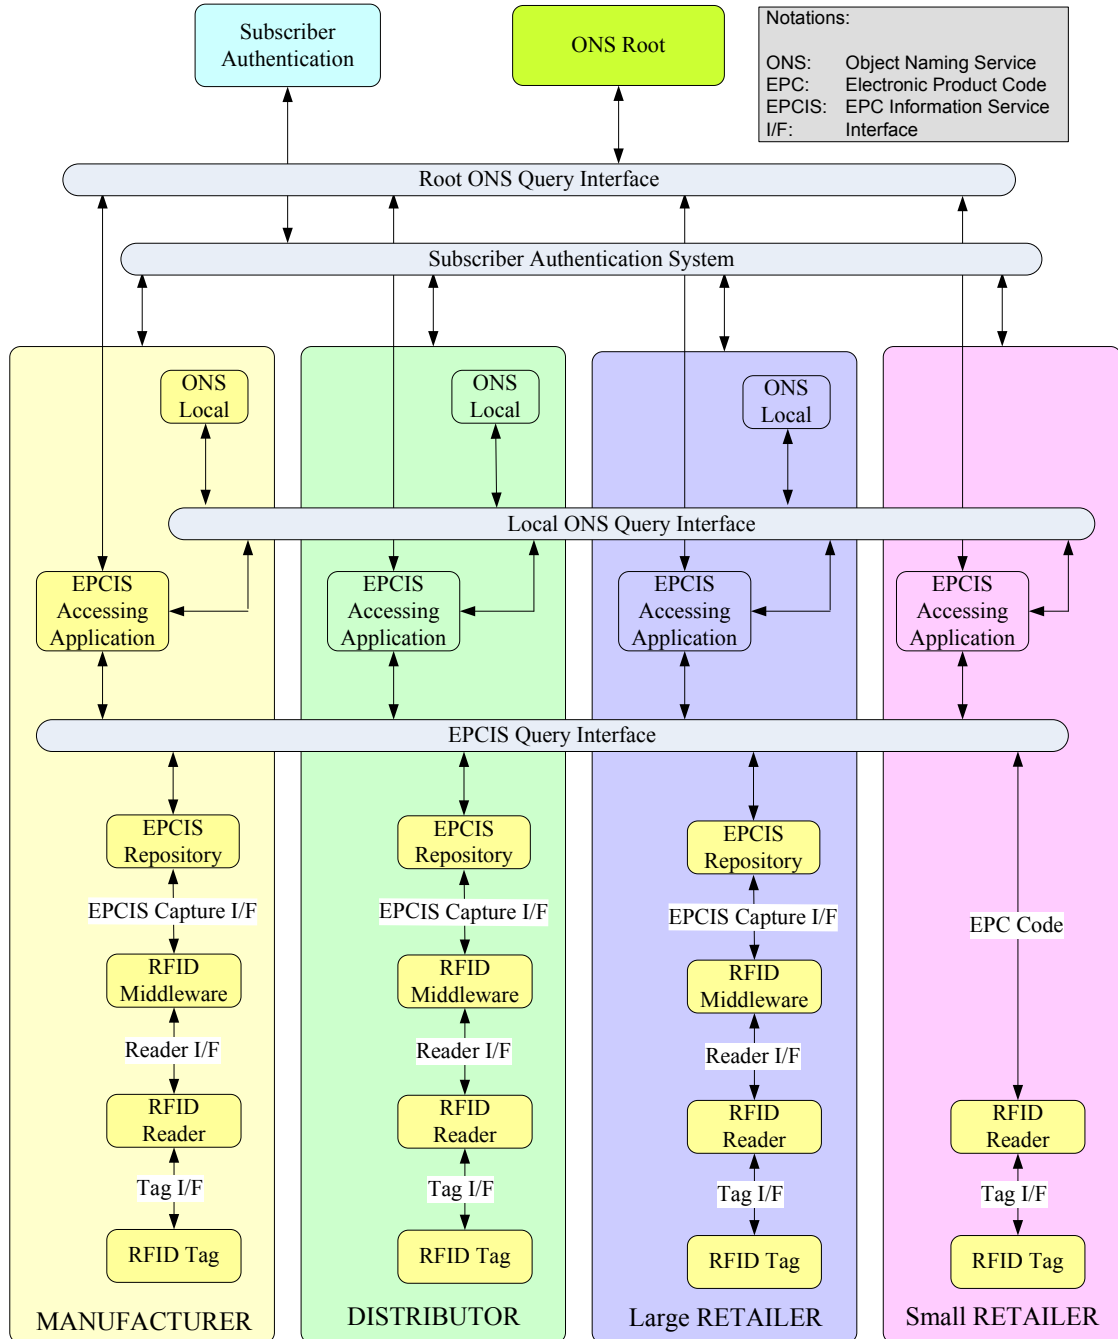 Subscriber
Authentication
ONS Root
Notations:
ONS: Object Naming Service
EPC: Electronic Product Code
EPCIS: EPC Information Service
I/F: Interface
Root ONS Query Interface
Subscriber Authentication System
ONS
Local
ONS
Local
ONS
Local
Local ONS Query Interface
EPCIS
Accessing
Application
EPCIS
Accessing
Application
EPCIS
Accessing
Application
EPCIS
Accessing
Application
EPCIS Query Interface
EPCIS
Repository
EPCIS
Repository
EPCIS
Repository
EPCIS Capture I/F
EPCIS Capture I/F
EPCIS Capture I/F
EPC Code
RFID
Middleware
RFID
Middleware
RFID
Middleware
Reader I/F
Reader I/F
Reader I/F
RFID
Reader
RFID
Reader
RFID
Reader
RFID
Reader
Tag I/F
Tag I/F
Tag I/F
Tag I/F
RFID Tag
RFID Tag
RFID Tag
RFID Tag
MANUFACTURER
DISTRIBUTOR
Large RETAILER
Small RETAILER